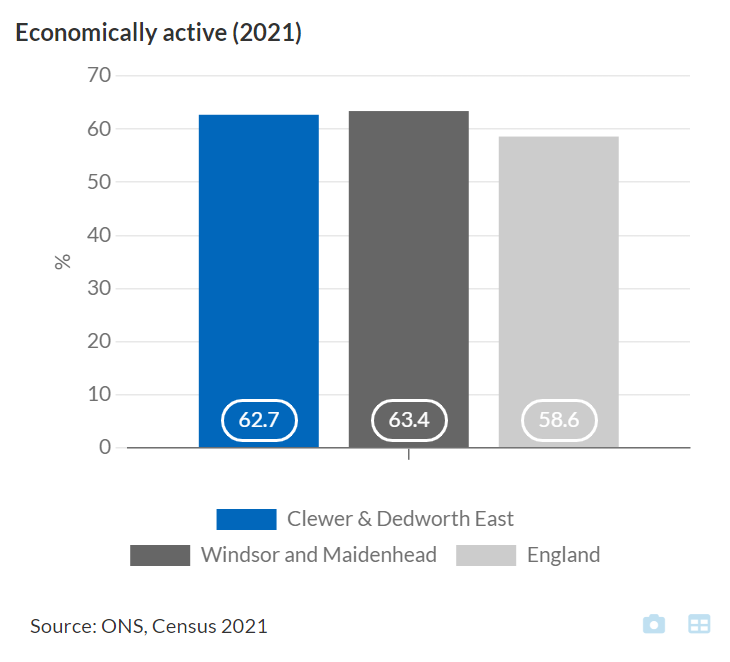 Economically active (2021)
70
60
50
40
30
20
10
0
%
62.7
63.4
58.6
Clewer & Dedworth East
Windsor and Maidenhead
England
Source: ONS, Census 2021